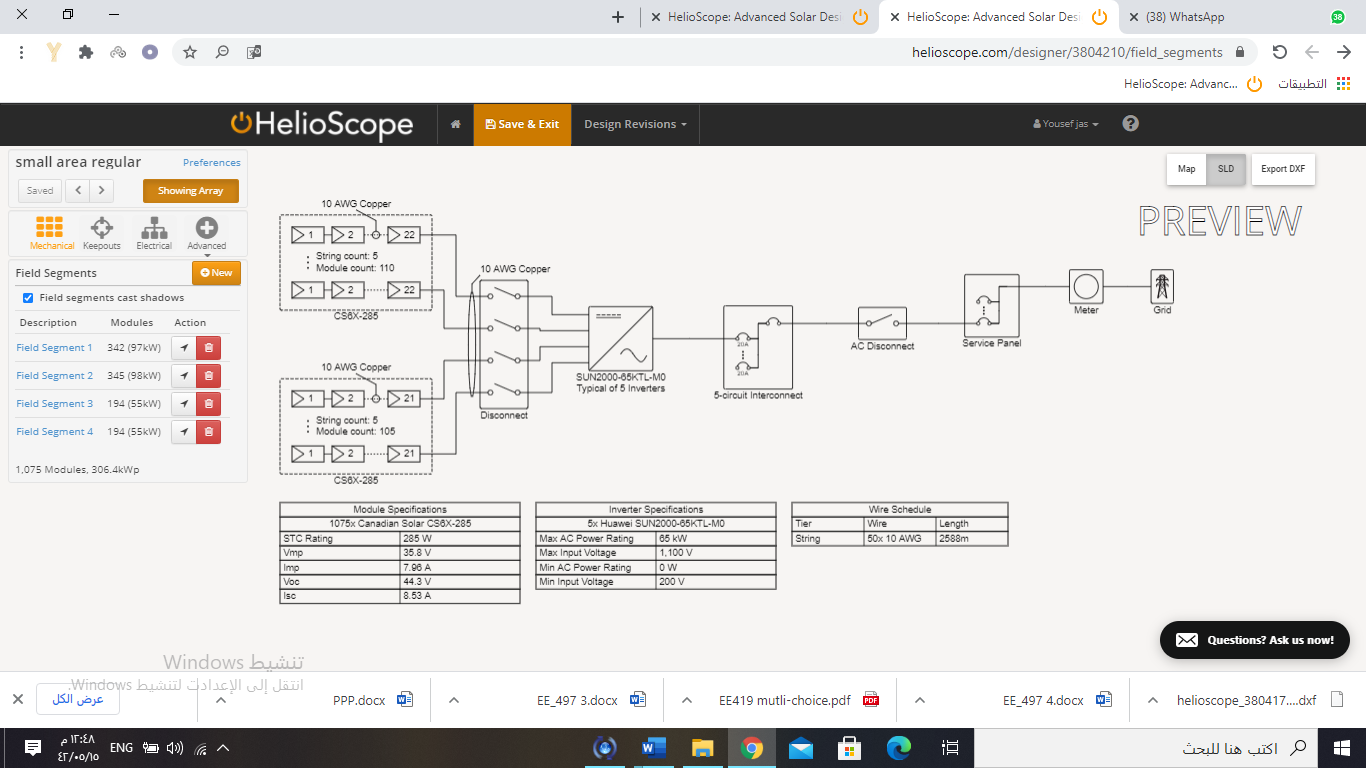 HelioScope: Advanced Solar Desi
HelioScope: Advanced Solar Desi
(38) WhatsApp
38
helioscope.com/designer/3804210/field_segments
HelioScope: Advanc...
التطبيقات
HelioScope
Save & Exit
Design Revisions
Yousef jas
?
small area regular
Preferences
Saved
Showing Array
Mechanical
Keepouts
Electrical
Advanced
Field Segments
New
Field segments cast shadows
Description Modules Action
Field Segment 1 342 (97kW)
Field Segment 2 345 (98kW)
Field Segment 3 194 (55kW)
Field Segment 4 194 (55kW)
1,075 Modules, 306.4kWp
Map
SLD
Export DXF
PREVIEW
10 AWG Copper
1 2 22
String count: 5
Module count: 110
1 2 22
CS6X-285
10 AWG Copper
10 AWG Copper
1 2 21
String count: 5
Module count: 105
1 2 21
CS6X-285
Disconnect
SUN2000-65KTL-M0
Typical of 5 Inverters
20A
20A
5-circuit Interconnect
AC Disconnect
Service Panel
Meter
Grid
Module Specifications
1075x Canadian Solar CS6X-285
STC Rating 285 W
Vmp 35.8 V
Imp 7.96 A
Voc 44.3 V
Isc 8.53 A
Inverter Specifications
5x Huawei SUN2000-65KTL-M0
Max AC Power Rating 65 kW
Max Input Voltage 1,100 V
Min AC Power Rating 0 W
Min Input Voltage 200 V
Wire Schedule
Tier Wire Length
String 50x 10 AWG 2588m
Questions? Ask us now!
تنشيط Windows
انتقل إلى الإعدادات لتنشيط Windows.
عرض الكل
PPP.docx
EE_497 3.docx
EE419 mutli-choice.pdf
PDF
EE_497 4.docx
helioscope_380417....dxf
١٢:٤٨ م
٤٢/٠٥/١٥
ENG
اكتب هنا للبحث